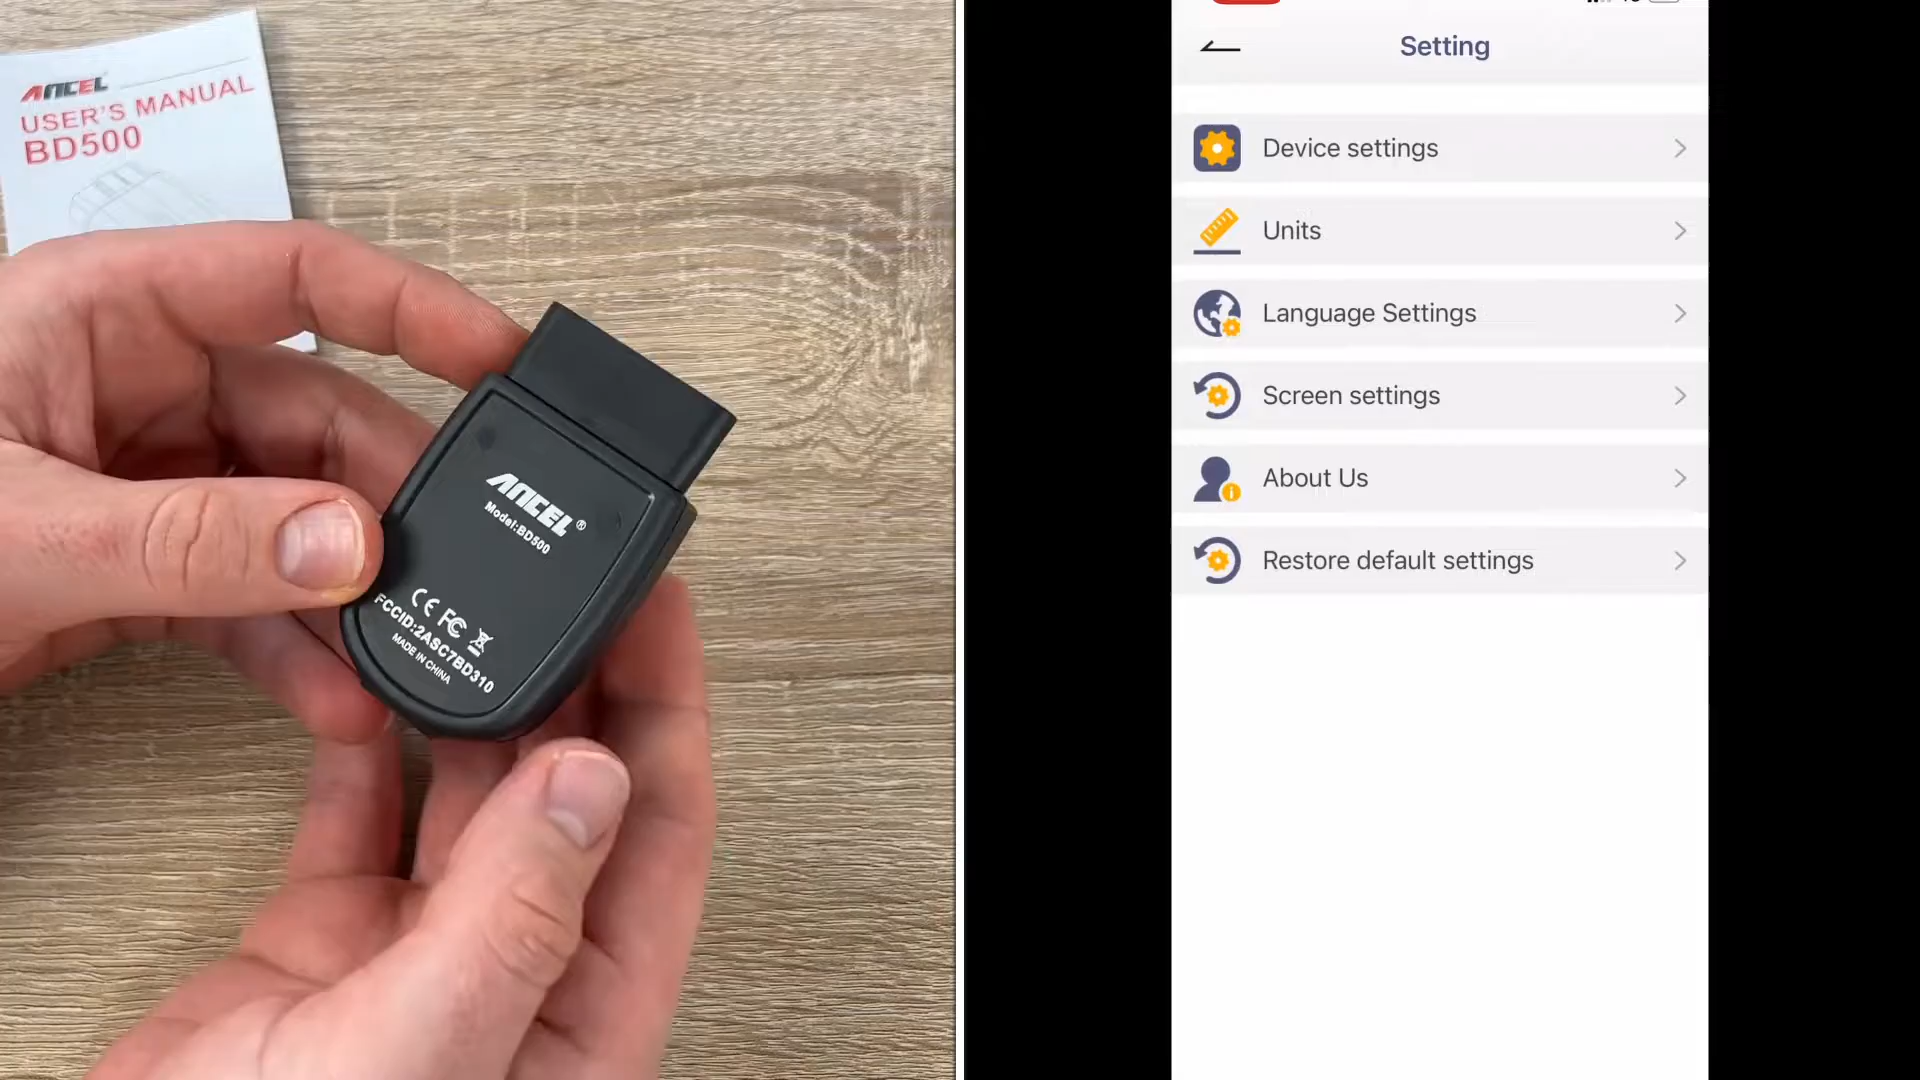 ANCEL
USER'S MANUAL
BD500
ANCEL®
Model:BD500
CE FC
FCCID:2ASC7BD310
MADE IN CHINA
Setting
Device settings
Units
Language Settings
Screen settings
About Us
Restore default settings